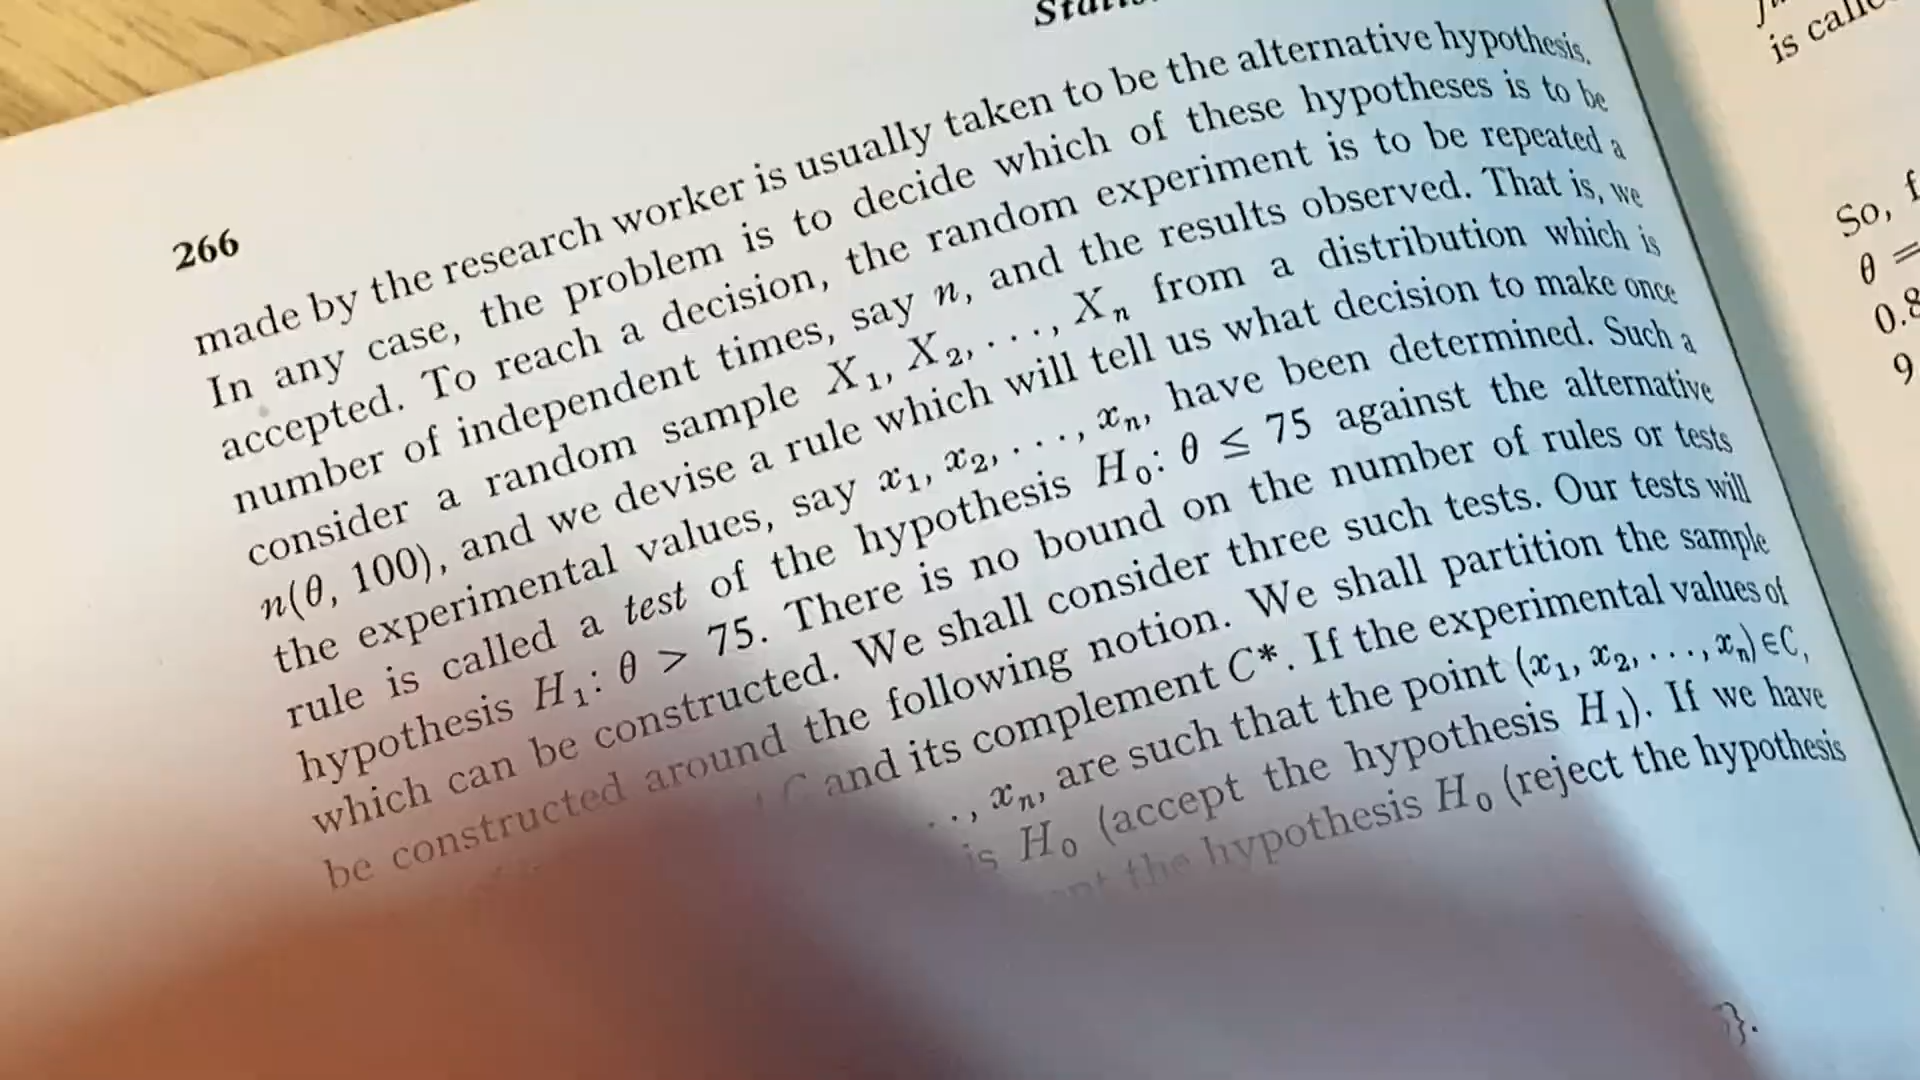 266
made by the research worker is usually taken to be the alternative hypothesis.
In any case, the problem is to decide which of these hypotheses is to be
accepted. To reach a decision, the random experiment is to be repeated a
number of independent times, say n, and the results observed. That is, we
consider a random sample X₁, X₂, . . ., Xₙ from a distribution which is
n(θ, 100), and we devise a rule which will tell us what decision to make once
the experimental values, say x₁, x₂, . . ., xₙ, have been determined. Such a
rule is called a test of the hypothesis H₀: θ ≤ 75 against the alternative
hypothesis H₁: θ > 75. There is no bound on the number of rules or tests
which can be constructed. We shall consider three such tests. Our tests will
be constructed around the following notion. We shall partition the sample
C and its complement C*. If the experimental values of
. ., xₙ, are such that the point (x₁, x₂, . . ., xₙ) ∈ C,
is H₀ (accept the hypothesis H₁). If we have
the hypothesis H₀ (reject the hypothesis
}.
is
So,
θ =
9